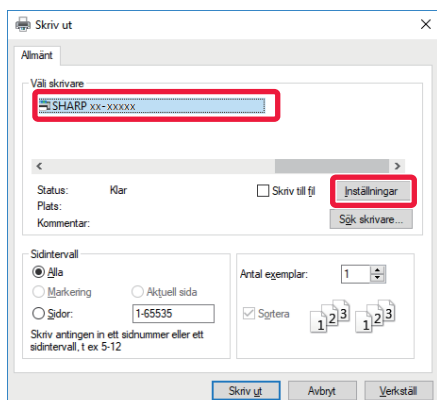 Skriv ut
Allmänt
Välj skrivare
SHARP xx-xxxxx
Status: Klar
Skriv till fil
Inställningar
Plats:
Kommentar:
Sök skrivare...
Sidintervall
Alla
Markering
Aktuell sida
Sidor: 1-65535
Skriv antingen in ett sidnummer eller ett
sidintervall, t ex 5-12
Antal exemplar: 1
Sortera
1 2 3 1 2 3
Skriv ut
Avbryt
Verkställ